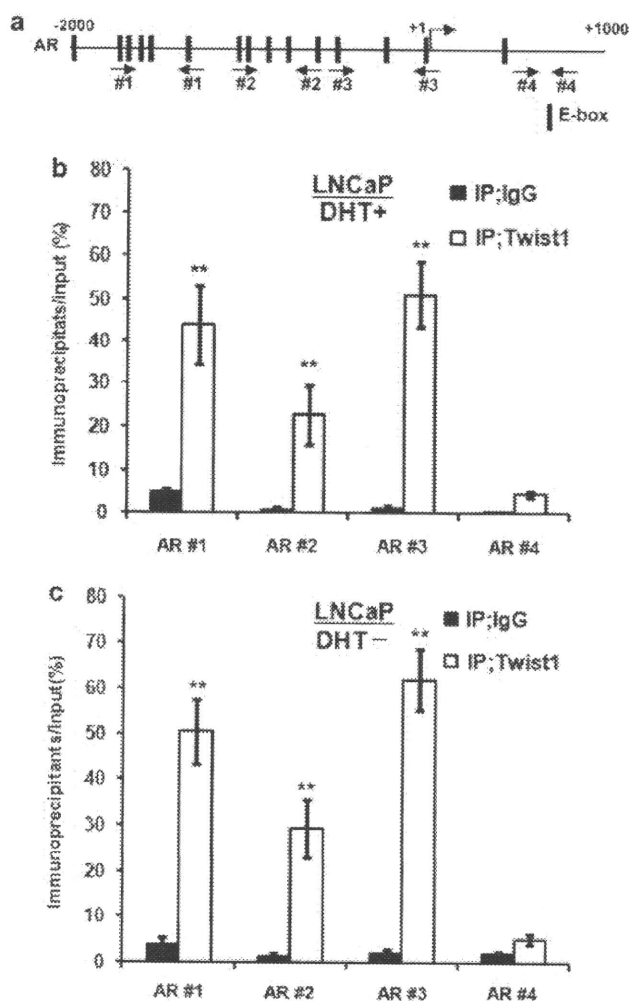 a
-2000 +1 +1000
AR
#1 #1 #2 #2 #3 #3 #4 #4
E-box
b
80
70
60
50
40
30
20
10
0
Immunoprecipitats/input (%)
LNCaP
DHT+
IP;IgG
IP;Twist1
**
**
**
AR #1 AR #2 AR #3 AR #4
c
80
70
60
50
40
30
20
10
0
Immunoprecipitants/input(%)
LNCaP
DHT−
IP;IgG
IP;Twist1
**
**
**
AR #1 AR #2 AR #3 AR #4